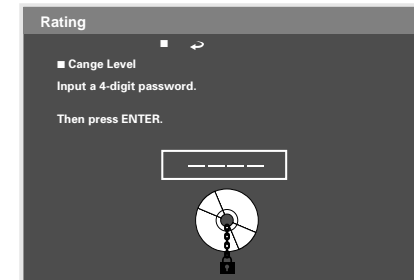 Rating
■ Cange Level
Input a 4-digit password.
Then press ENTER.